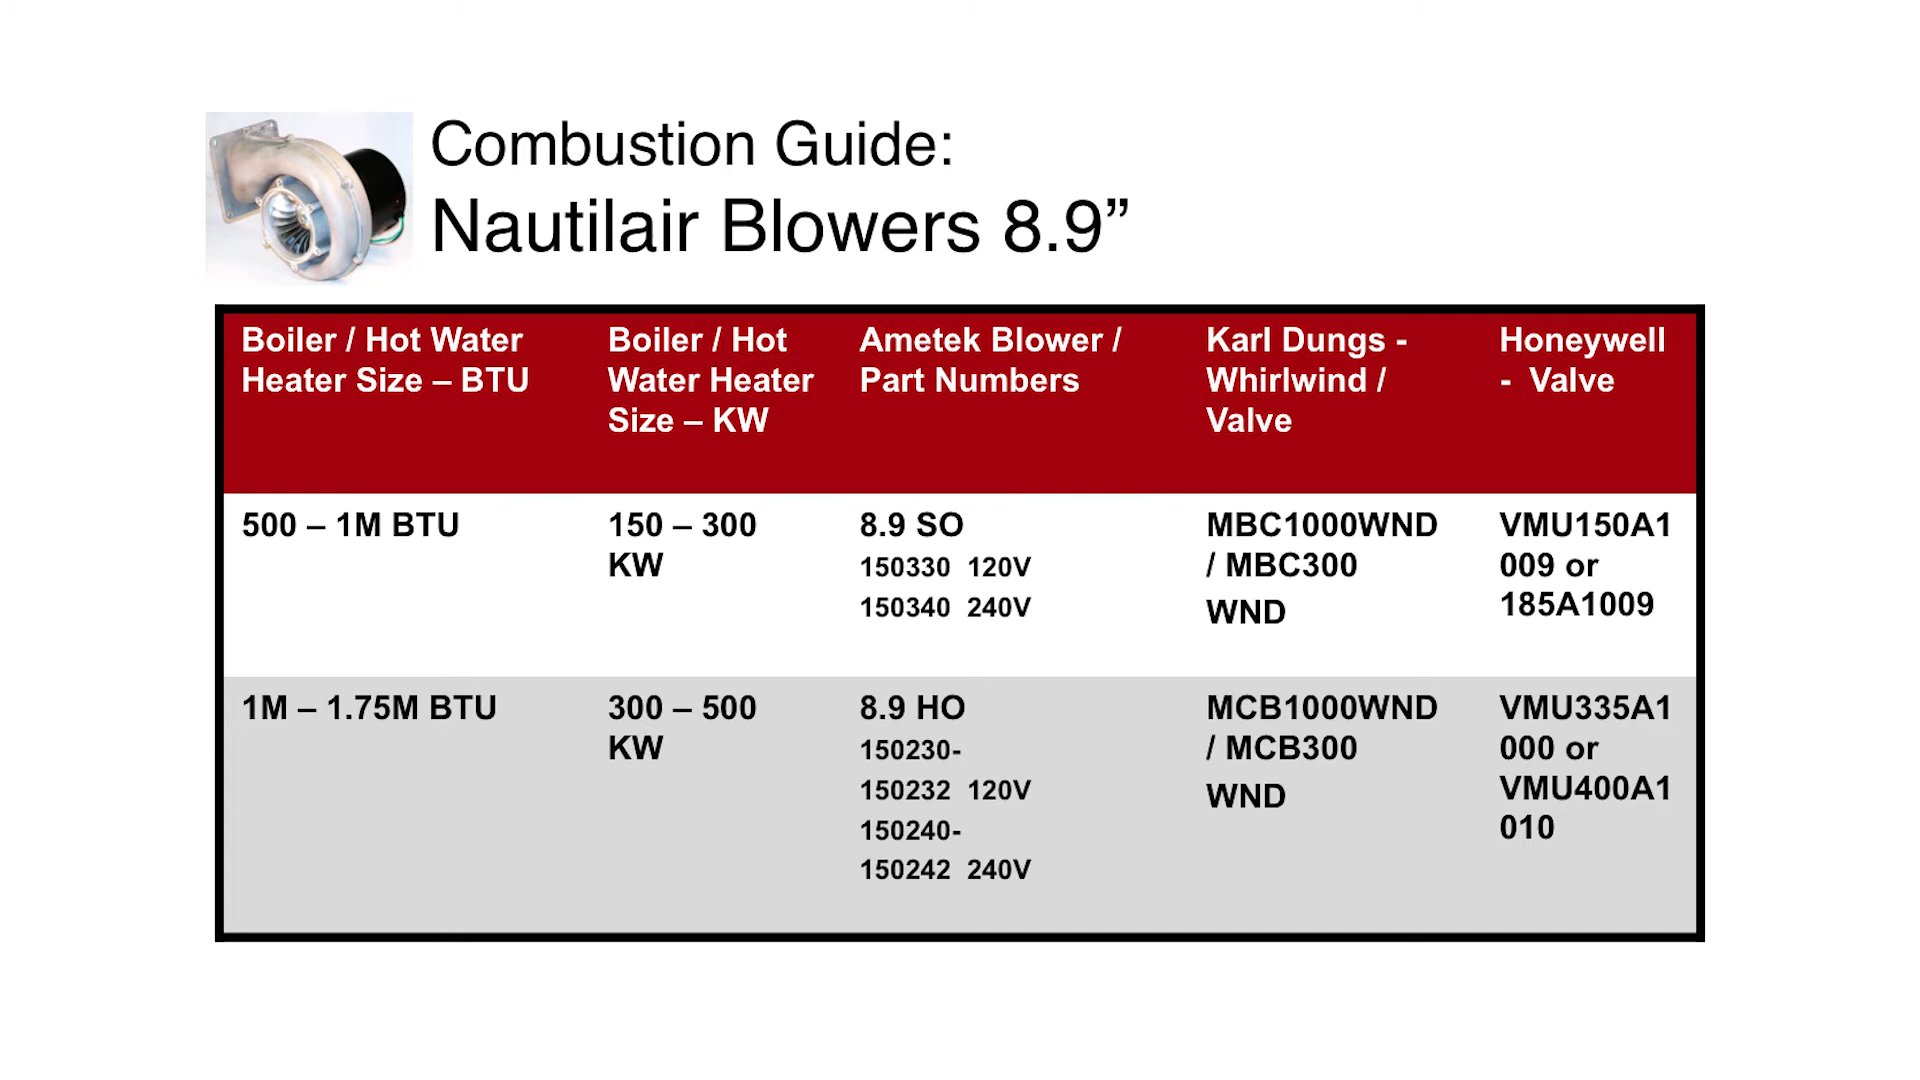 Combustion Guide:
Nautilair Blowers 8.9”
Boiler / Hot Water
Heater Size – BTU
Boiler / Hot
Water Heater
Size – KW
Ametek Blower /
Part Numbers
Karl Dungs -
Whirlwind /
Valve
Honeywell
- Valve
500 – 1M BTU
150 – 300
KW
8.9 SO
150330 120V
150340 240V
MBC1000WND
/ MBC300
WND
VMU150A1
009 or
185A1009
1M – 1.75M BTU
300 – 500
KW
8.9 HO
150230-
150232 120V
150240-
150242 240V
MCB1000WND
/ MCB300
WND
VMU335A1
000 or
VMU400A1
010